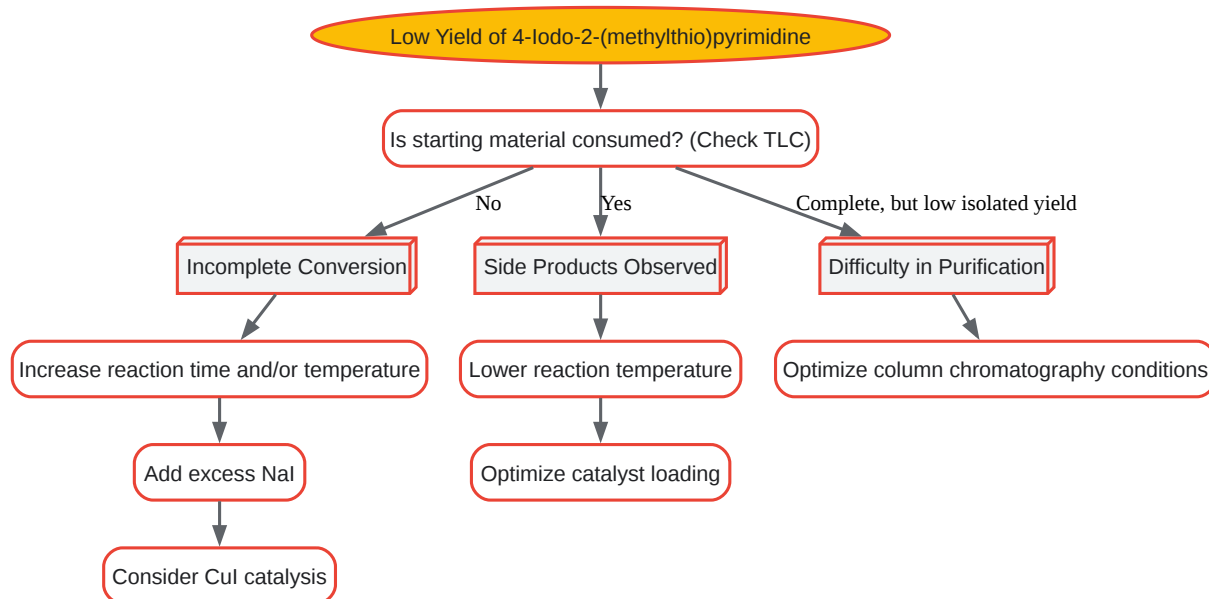 Low Yield of 4-Iodo-2-(methylthio)pyrimidine
Is starting material consumed? (Check TLC)
No
Yes
Complete, but low isolated yield
Incomplete Conversion
Side Products Observed
Difficulty in Purification
Increase reaction time and/or temperature
Lower reaction temperature
Optimize column chromatography conditions
Add excess NaI
Optimize catalyst loading
Consider CuI catalysis